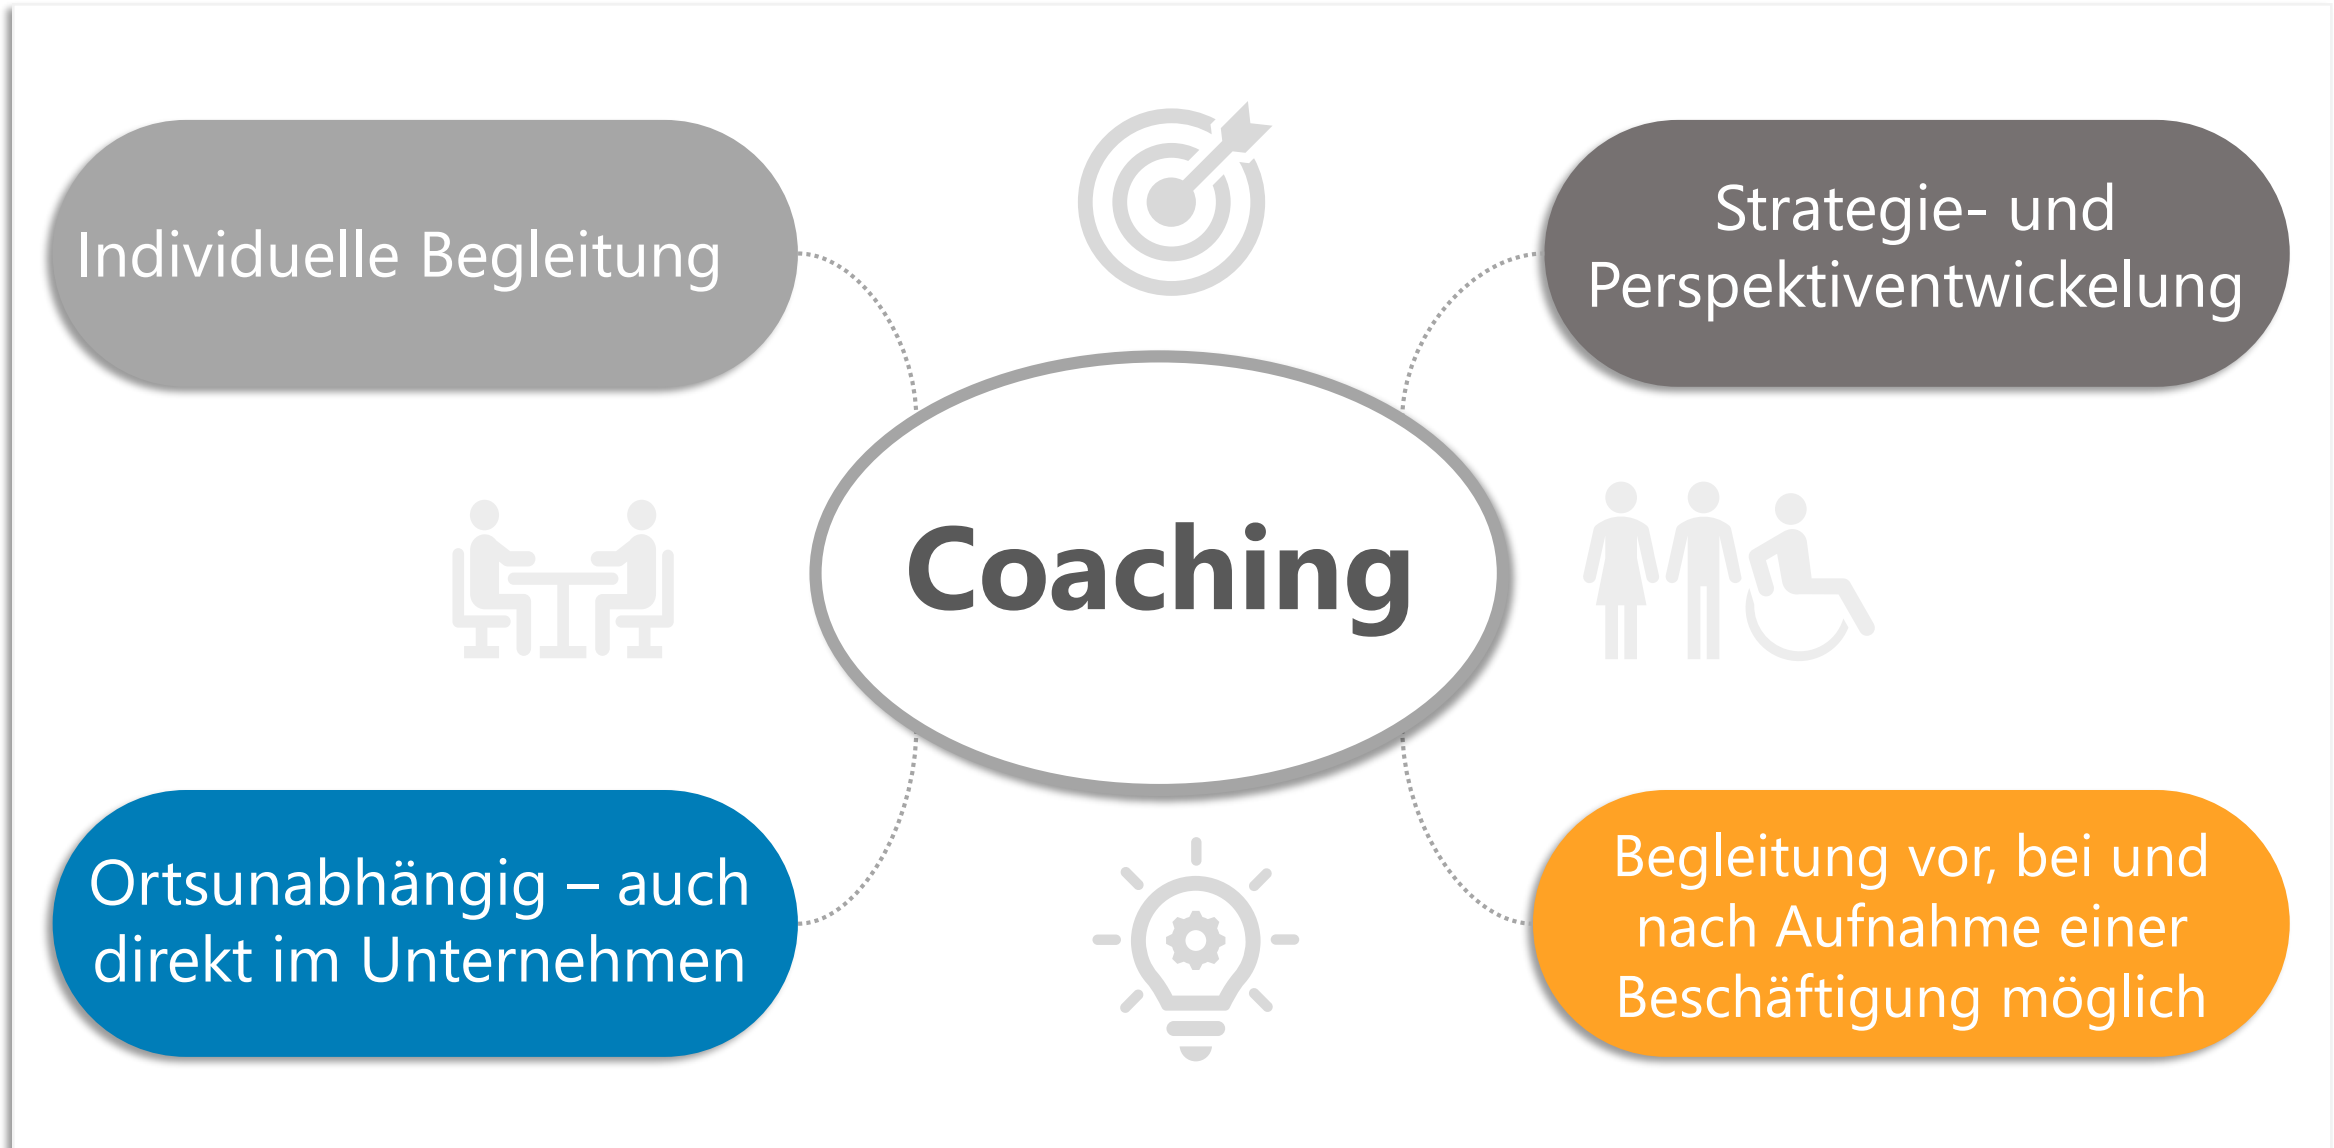 Individuelle Begleitung
Strategie- und
Perspektiventwickelung
Coaching
Ortsunabhängig – auch
direkt im Unternehmen
Begleitung vor, bei und
nach Aufnahme einer
Beschäftigung möglich